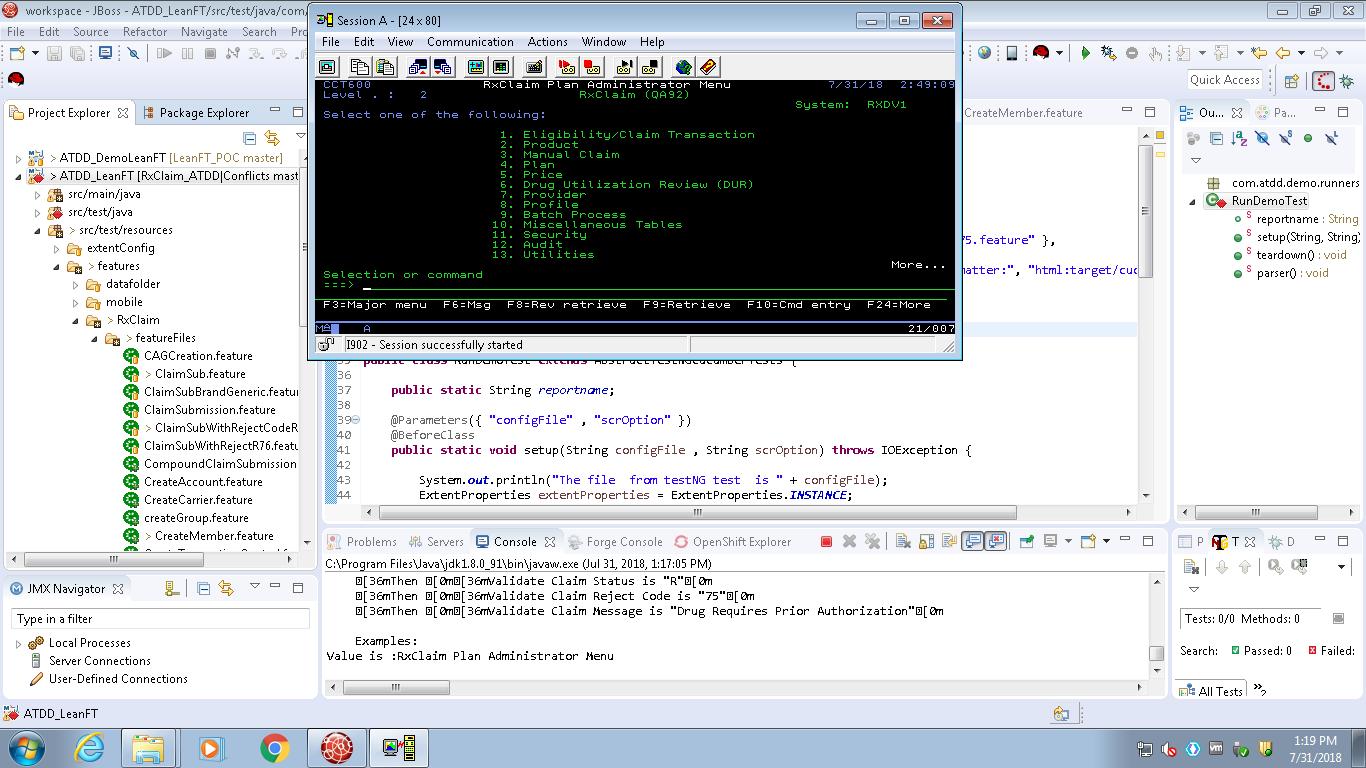 workspace - JBoss - ATDD_LeanFT/src/test/java/com/
File Edit Source Refactor Navigate Search
Quick Access
Session A - [24 x 80]
File Edit View Communication Actions Window Help
CCT600 RxClaim Plan Administrator Menu 7/31/18 2:49:09
Level . : 2 RxClaim (QA92)
System: RXDV1
Select one of the following:
1. Eligibility/Claim Transaction
2. Product
3. Manual Claim
4. Plan
5. Price
6. Drug Utilization Review (DUR)
7. Provider
8. Profile
9. Batch Process
10. Miscellaneous Tables
11. Security
12. Audit
13. Utilities
More...
Selection or command
===>
F3=Major menu F6=Msg F8=Rev retrieve F9=Retrieve F10=Cmd entry F24=More
MA A 21/007
I902 - Session successfully started
Project Explorer Package Explorer
> ATDD_DemoLeanFT [LeanFT_POC master]
> ATDD_LeanFT [RxClaim_ATDD|Conflicts mast
src/main/java
src/test/java
> src/test/resources
extentConfig
> features
datafolder
mobile
> RxClaim
> featureFiles
CAGCreation.feature
> ClaimSub.feature
ClaimSubBrandGeneric.featu
ClaimSubmission.feature
> ClaimSubWithRejectCodeR
ClaimSubWithRejectR76.featu
CompoundClaimSubmission
CreateAccount.feature
CreateCarrier.feature
createGroup.feature
> CreateMember.feature
CreateMember.feature
75.feature" },
matter:", "html:target/cuc
36
37 public static String reportname;
38
39 @Parameters({ "configFile" , "scrOption" })
40 @BeforeClass
41 public static void setup(String configFile , String scrOption) throws IOException {
42
43 System.out.println("The file from testNG test is " + configFile);
44 ExtentProperties extentProperties = ExtentProperties.INSTANCE;
Ou... Pa...
com.atdd.demo.runners
RunDemoTest
reportname : String
setup(String, String)
teardown() : void
parser() : void
JMX Navigator
Type in a filter
Local Processes
Server Connections
User-Defined Connections
Problems Servers Console Forge Console OpenShift Explorer
C:\Program Files\Java\jdk1.8.0_91\bin\javaw.exe (Jul 31, 2018, 1:17:05 PM)
[36mThen [0m[36mValidate Claim Status is "R"[0m
[36mThen [0m[36mValidate Claim Reject Code is "75"[0m
[36mThen [0m[36mValidate Claim Message is "Drug Requires Prior Authorization"[0m
Examples:
Value is :RxClaim Plan Administrator Menu
P T D
Tests: 0/0 Methods: 0
Search: Passed: 0 Failed:
All Tests
ATDD_LeanFT
1:19 PM
7/31/2018